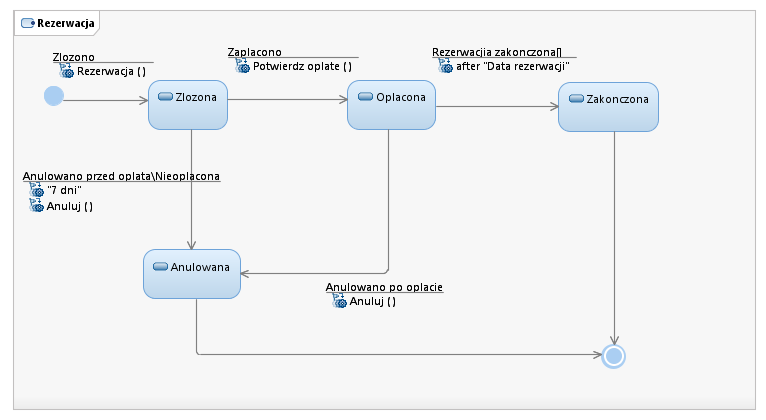 Rezerwacja
Zlozono
Rezerwacja ( )
Zaplacono
Potwierdz oplate ( )
Rezerwacjia zakonczona[]
after "Data rezerwacji"
Zlozona
Oplacona
Zakonczona
Anulowano przed oplata\Nieoplacona
"7 dni"
Anuluj ( )
Anulowana
Anulowano po oplacie
Anuluj ( )